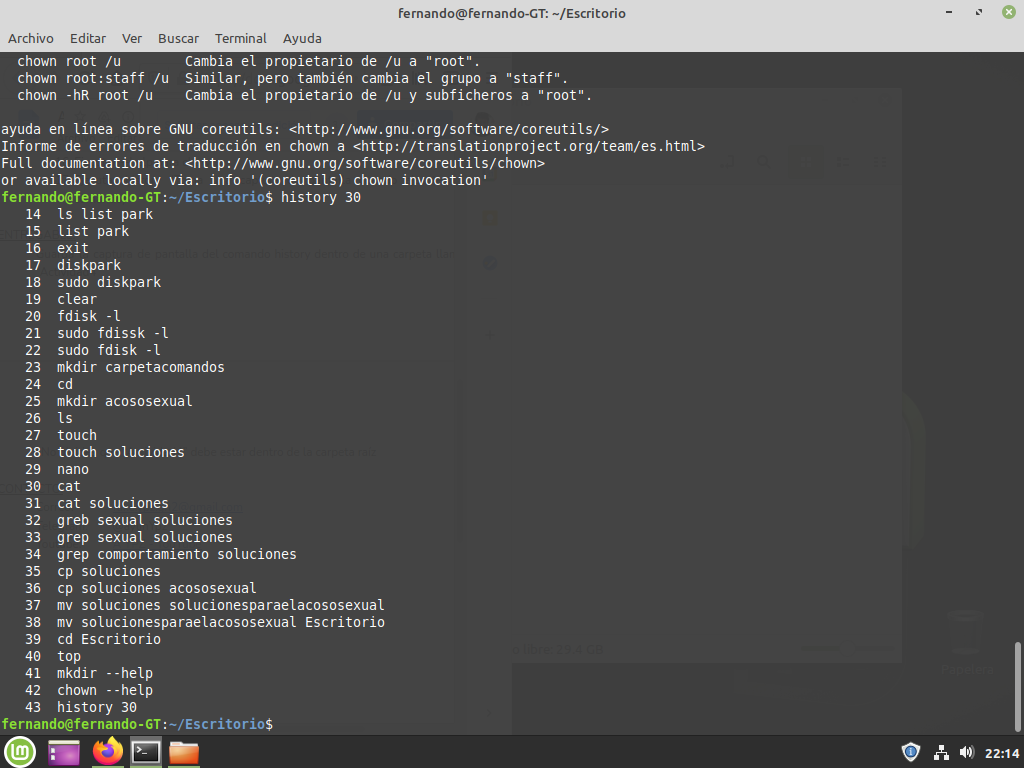 fernando@fernando-GT: ~/Escritorio
Archivo Editar Ver Buscar Terminal Ayuda
chown root /u Cambia el propietario de /u a "root".
chown root:staff /u Similar, pero también cambia el grupo a "staff".
chown -hR root /u Cambia el propietario de /u y subficheros a "root".
ayuda en línea sobre GNU coreutils: <http://www.gnu.org/software/coreutils/>
Informe de errores de traducción en chown a <http://translationproject.org/team/es.html>
Full documentation at: <http://www.gnu.org/software/coreutils/chown>
or available locally via: info '(coreutils) chown invocation'
fernando@fernando-GT:~/Escritorio$ history 30
14 ls list park
15 list park
16 exit
17 diskpark
18 sudo diskpark
19 clear
20 fdisk -l
21 sudo fdissk -l
22 sudo fdisk -l
23 mkdir carpetacomandos
24 cd
25 mkdir acososexual
26 ls
27 touch
28 touch soluciones
29 nano
30 cat
31 cat soluciones
32 greb sexual soluciones
33 grep sexual soluciones
34 grep comportamiento soluciones
35 cp soluciones
36 cp soluciones acososexual
37 mv soluciones solucionesparaelacososexual
38 mv solucionesparaelacososexual Escritorio
39 cd Escritorio
40 top
41 mkdir --help
42 chown --help
43 history 30
fernando@fernando-GT:~/Escritorio$
22:14